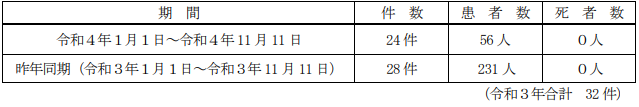 期　間　件　数　患　者　数　死　者　数
令和４年１月１日～令和４年11月11日　24件　56人　０人
昨年同期（令和３年１月１日～令和３年11月11日）　28件　231人　０人
（令和３年合計　32件）